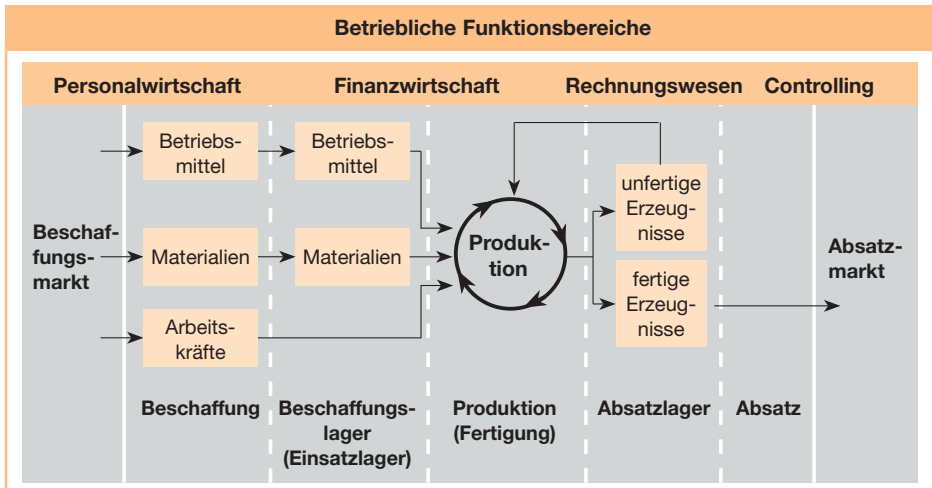 Betriebliche Funktionsbereiche
Personalwirtschaft Finanzwirtschaft Rechnungswesen Controlling
Beschaf-
fungs-
markt
Betriebs-
mittel
Materialien
Arbeits-
kräfte
Betriebs-
mittel
Materialien
Produk-
tion
unfertige
Erzeug-
nisse
fertige
Erzeug-
nisse
Absatz-
markt
Beschaffung
Beschaffungs-
lager
(Einsatzlager)
Produktion
(Fertigung)
Absatzlager
Absatz